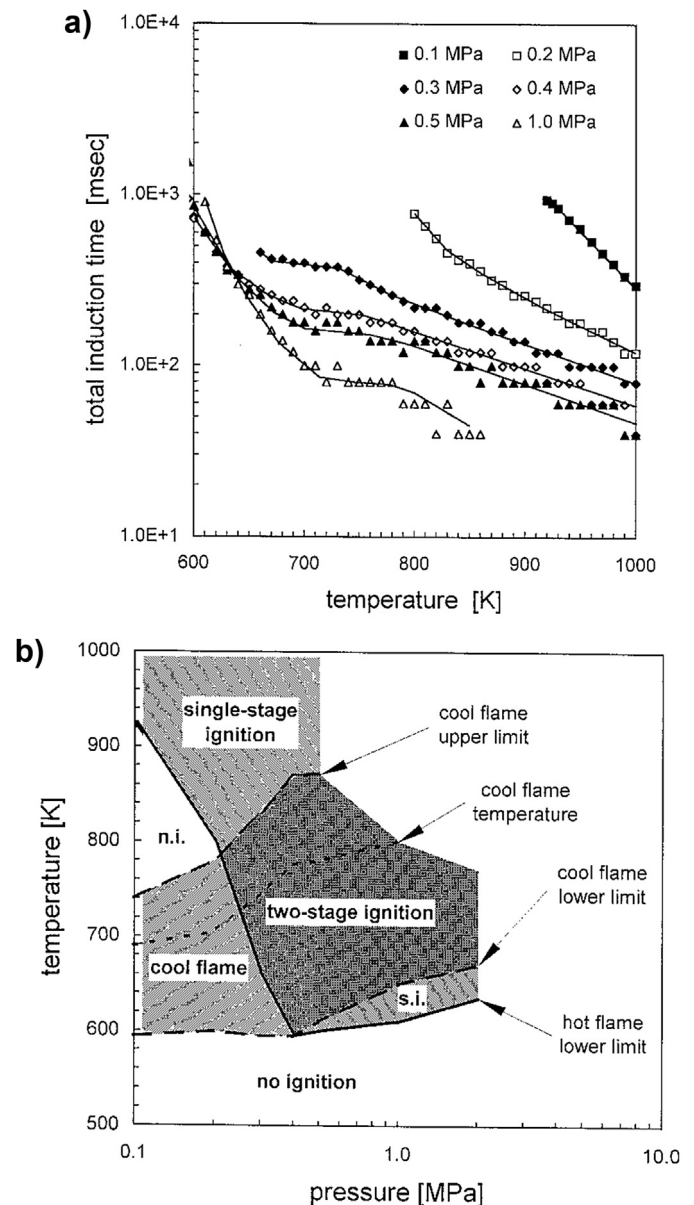 a)
1.0E+4
1.0E+3
1.0E+2
1.0E+1
total induction time [msec]
0.1 MPa 0.2 MPa
0.3 MPa 0.4 MPa
0.5 MPa 1.0 MPa
600 700 800 900 1000
temperature [K]
b)
1000
900
800
700
600
500
temperature [K]
single-stage
ignition
cool flame
upper limit
n.i.
cool flame
temperature
two-stage ignition
cool flame
lower limit
cool flame
s.i.
hot flame
lower limit
no ignition
0.1 1.0 10.0
pressure [MPa]